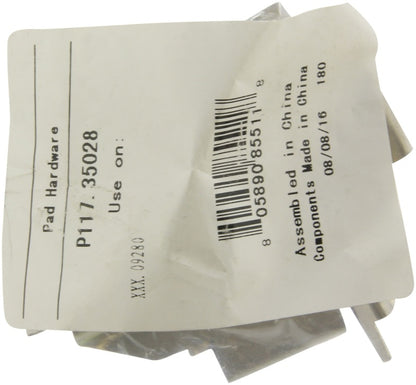 Pad Hardware
P117. 35028
Use on:
XXX. 09280
8 05890 85511 8
Assembled in China
Components Made in China
08/08/16 180